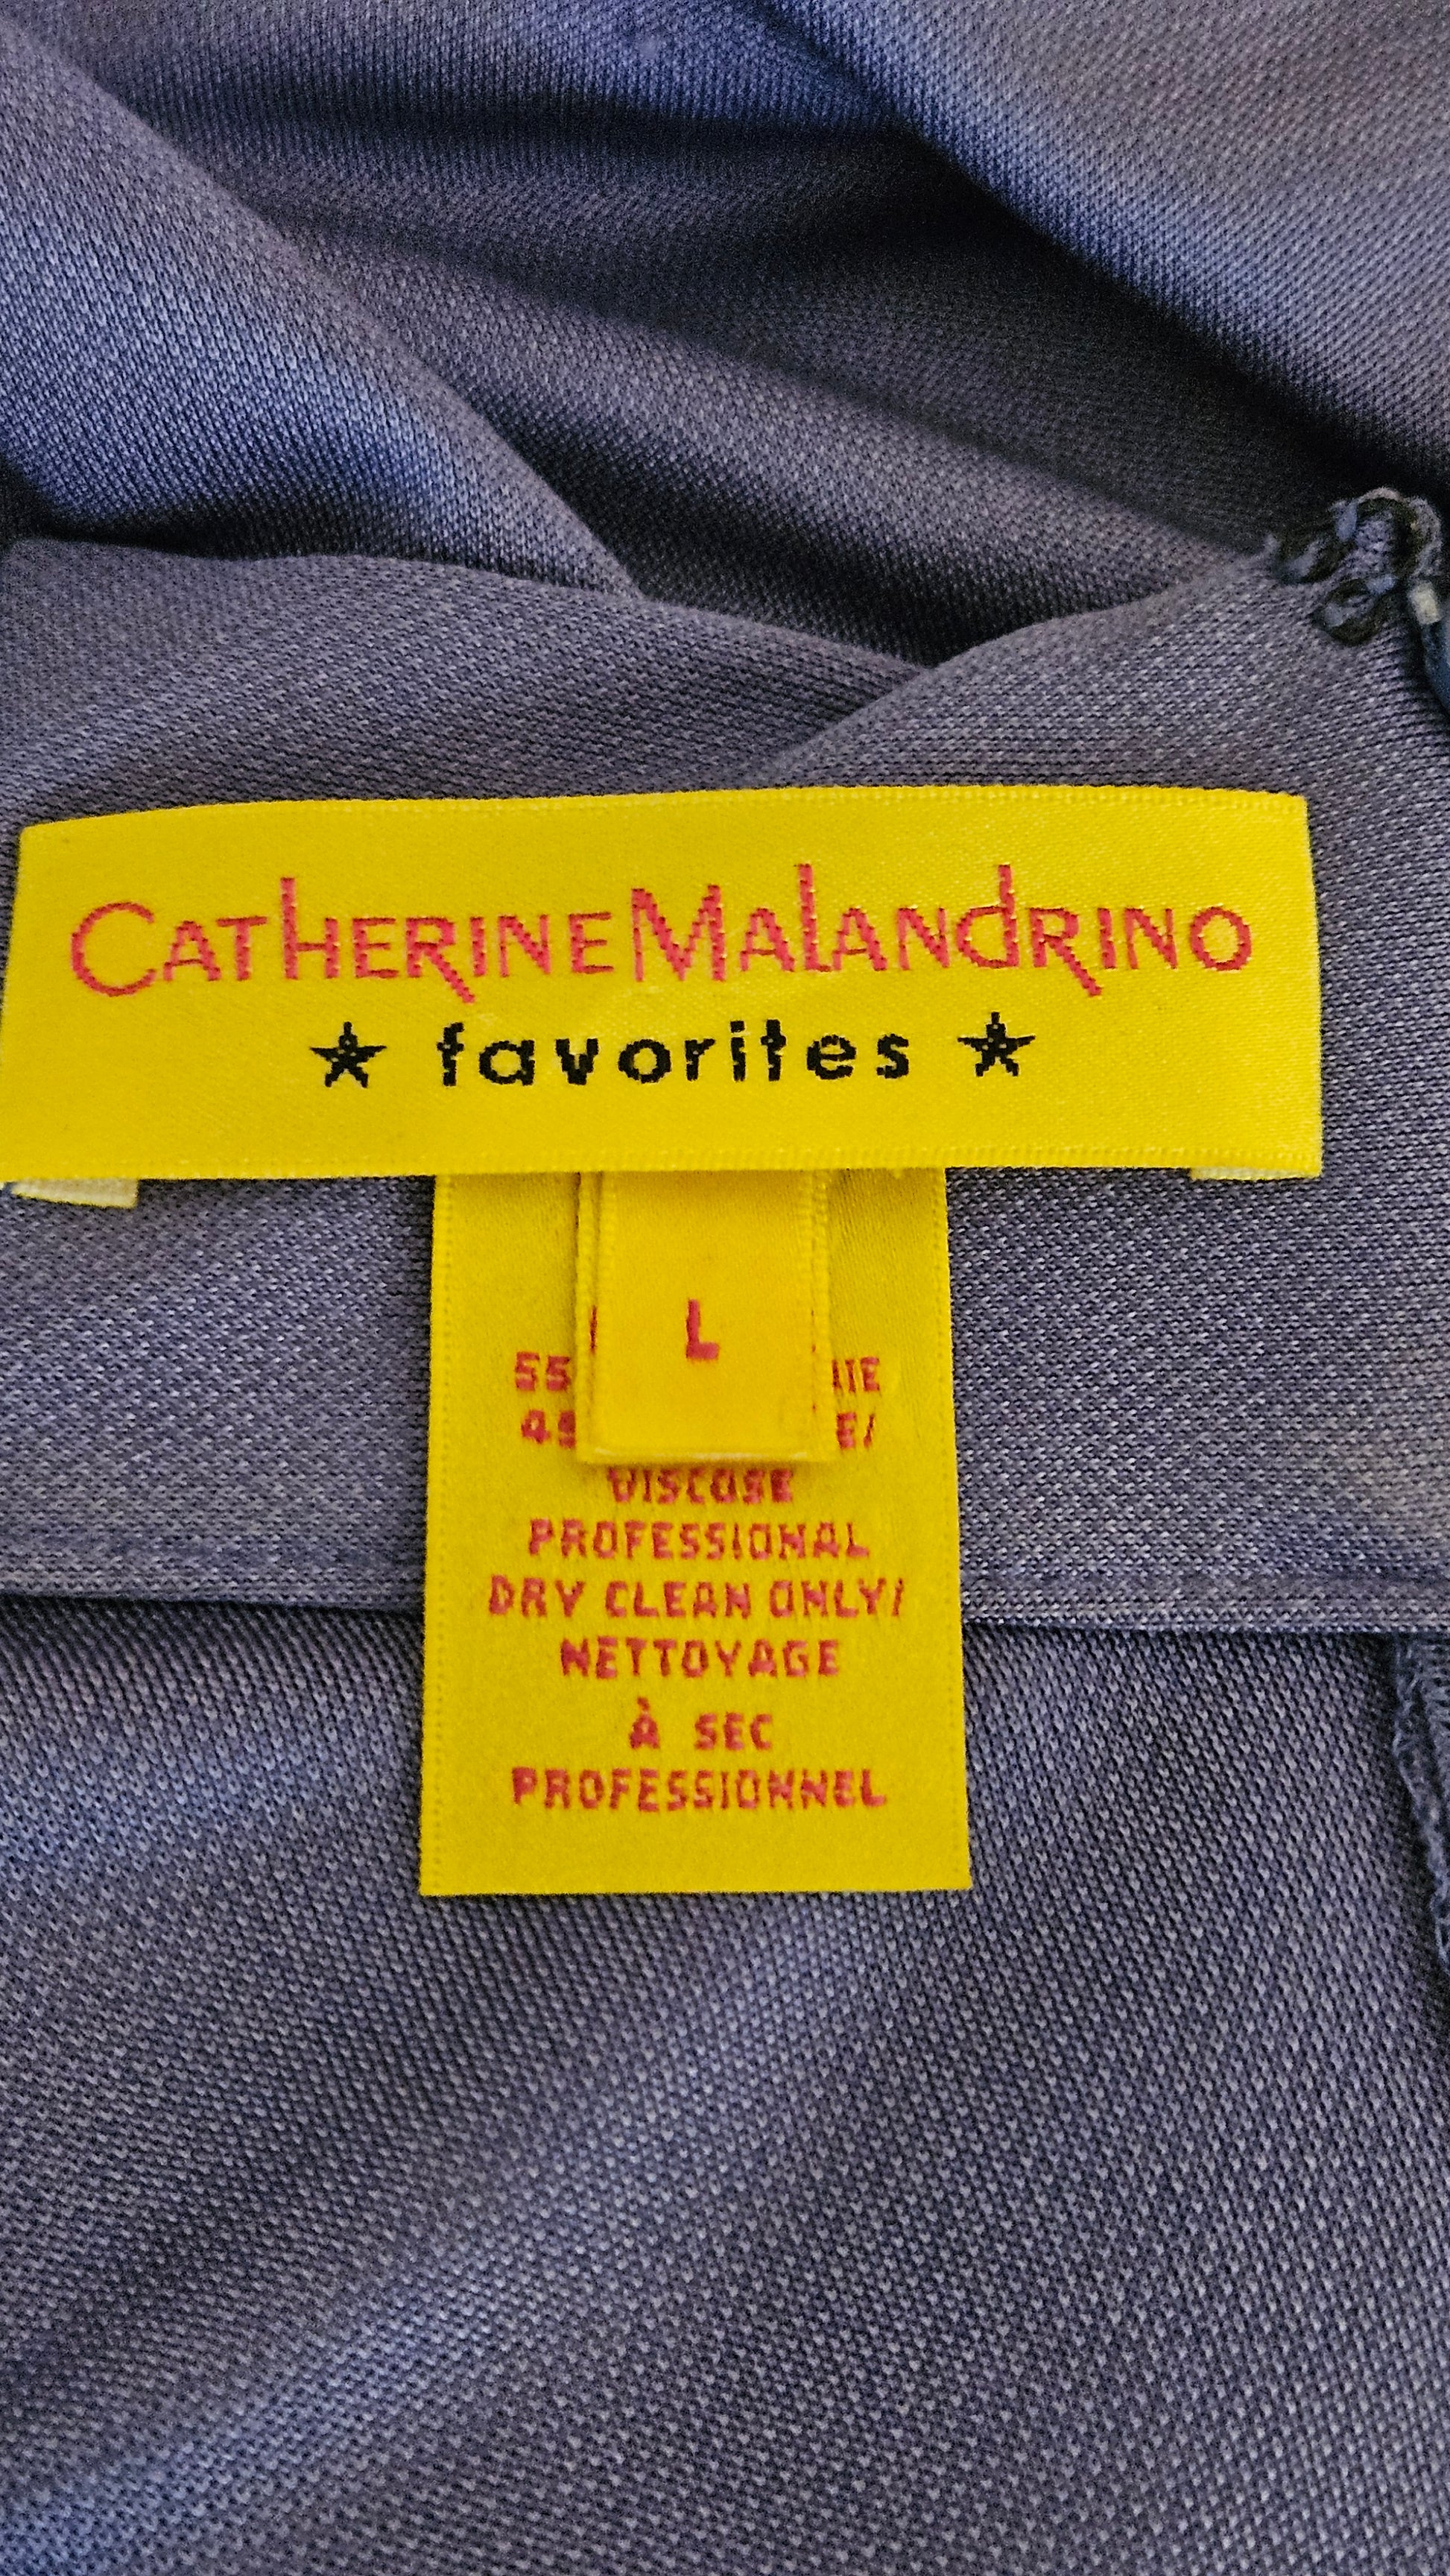 CATHERINE MALANDRINO
★ favorites ★
L
VISCOSE
PROFESSIONAL
DRY CLEAN ONLY/
NETTOYAGE
À SEC
PROFESSIONNEL